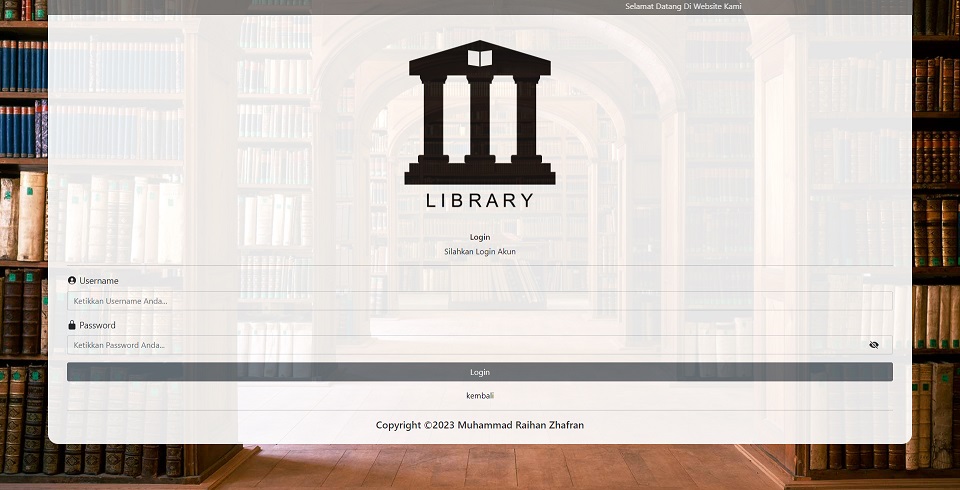 Selamat Datang Di Website Kami
LIBRARY
Login
Silahkan Login Akun
Username
Ketikkan Username Anda...
Password
Ketikkan Password Anda...
Login
kembali
Copyright ©2023 Muhammad Raihan Zhafran